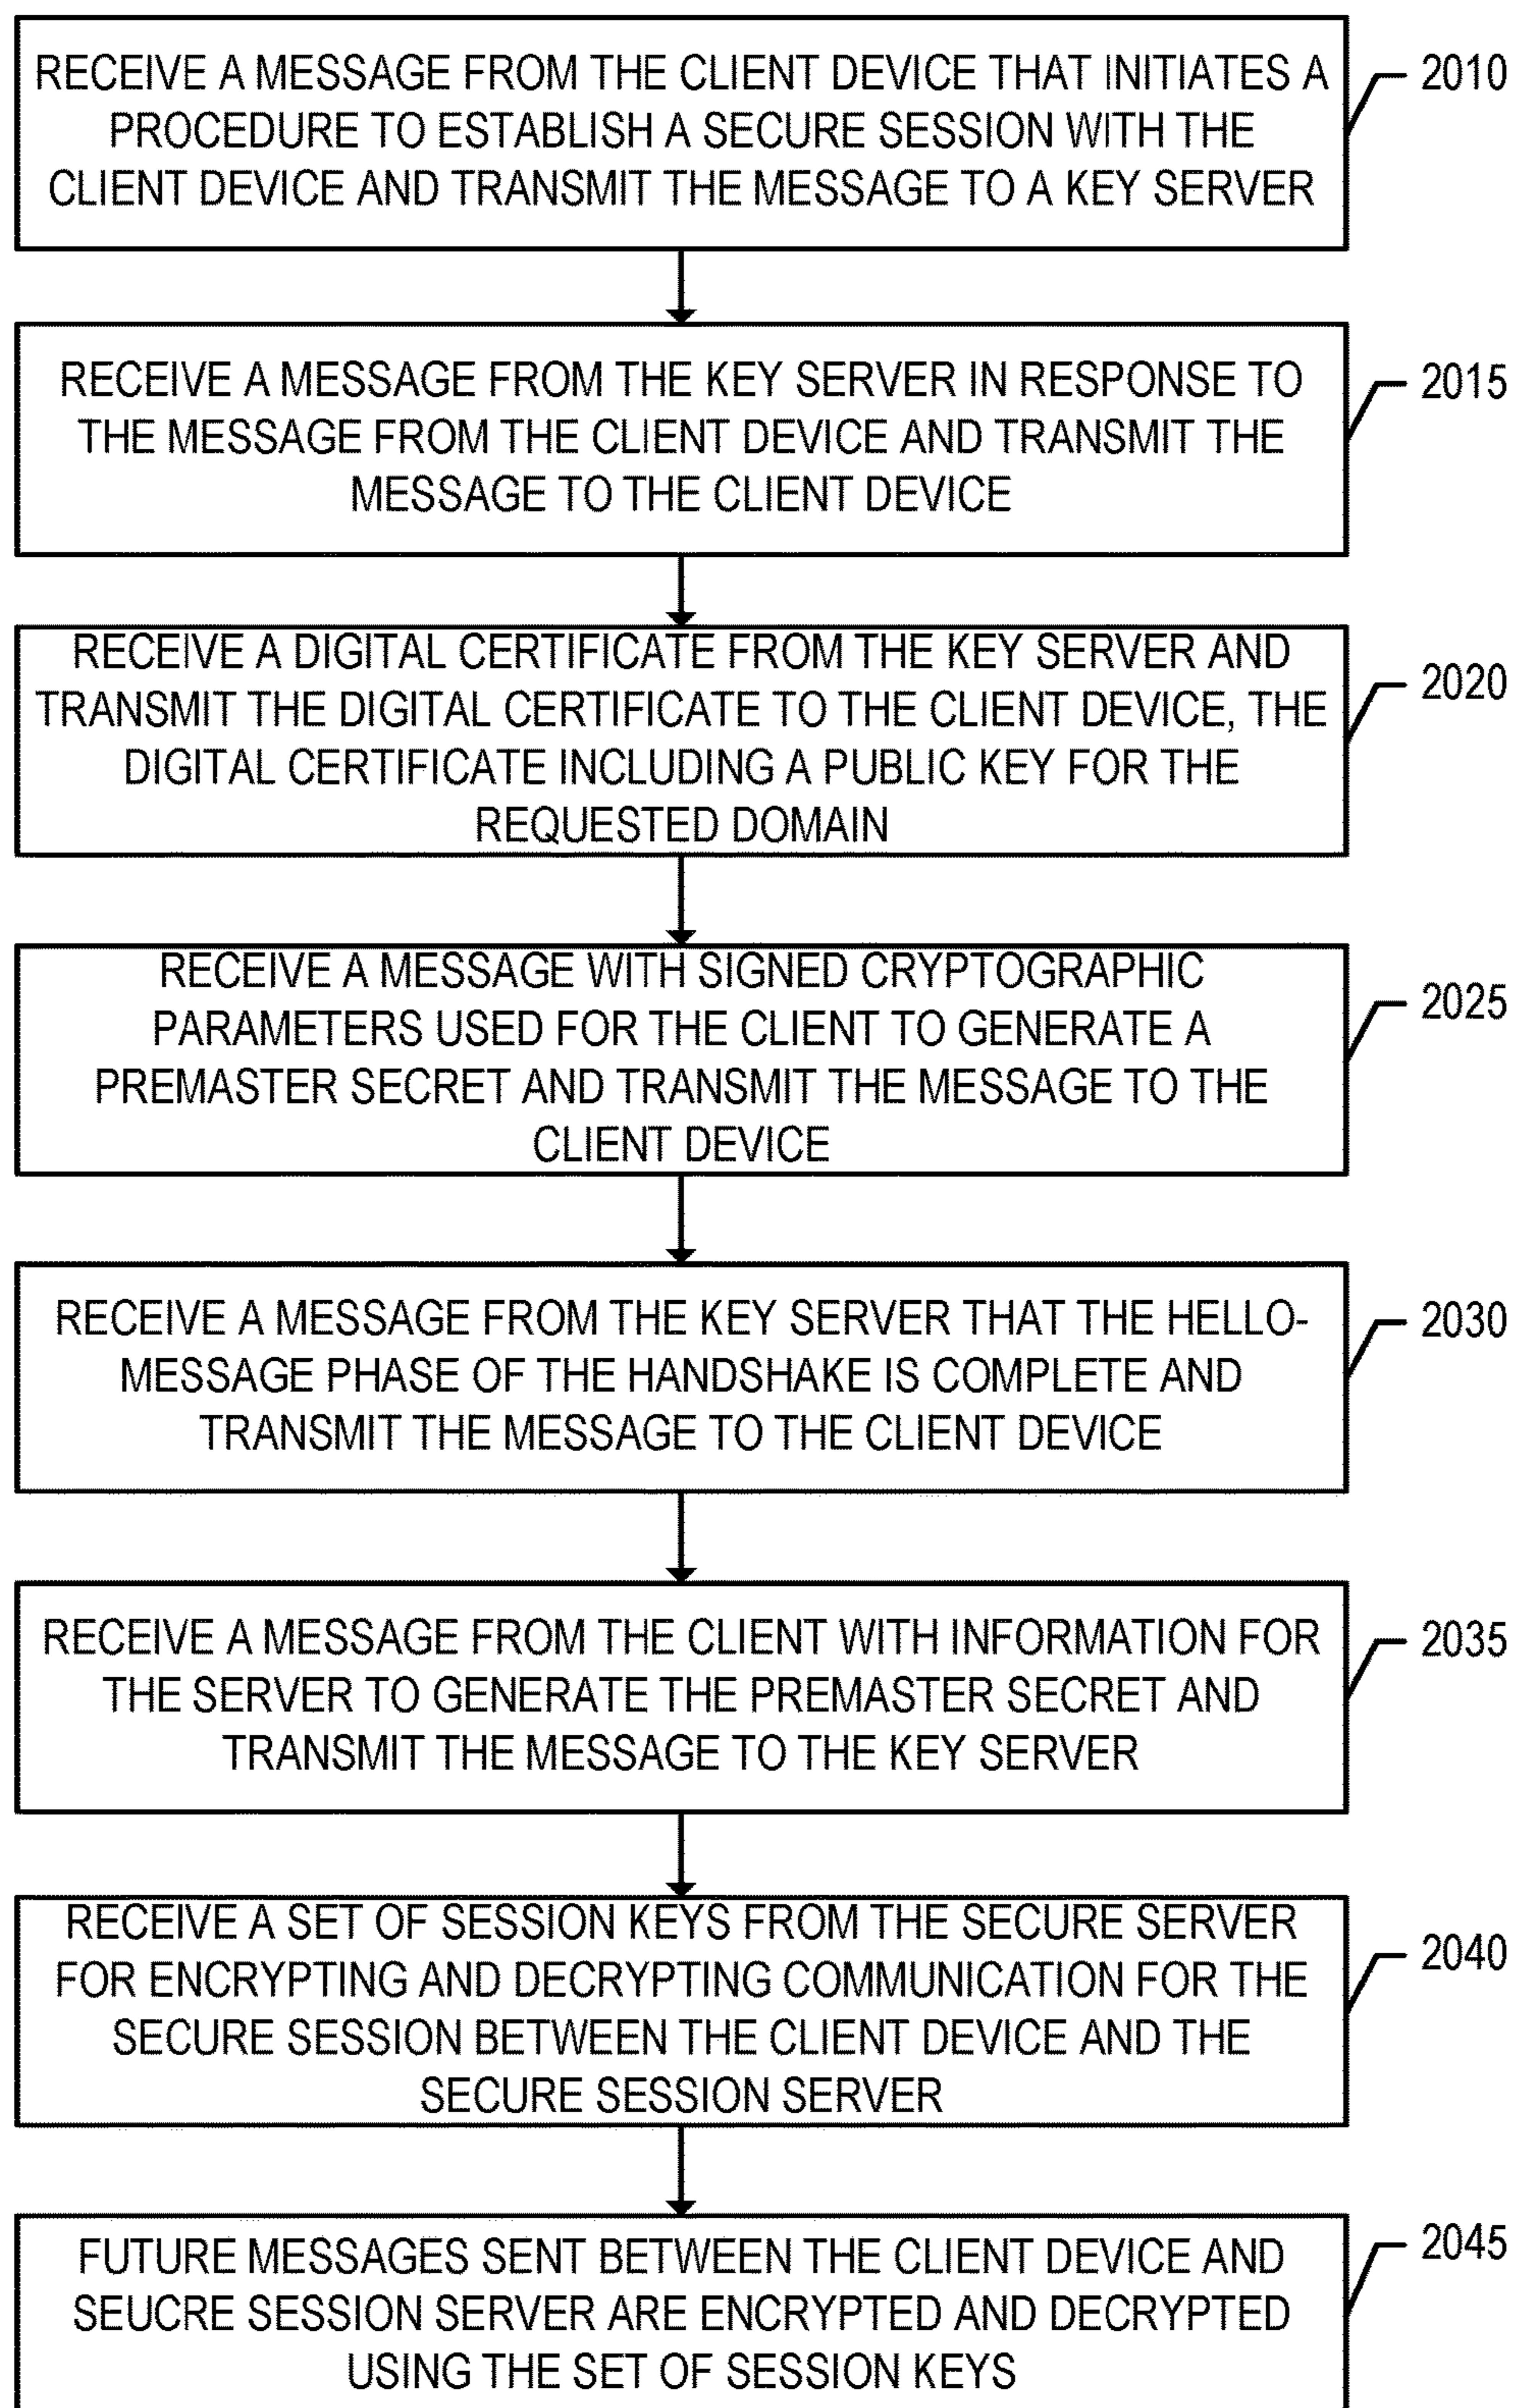 RECEIVE A MESSAGE FROM THE CLIENT DEVICE THAT INITIATES A
PROCEDURE TO ESTABLISH A SECURE SESSION WITH THE
CLIENT DEVICE AND TRANSMIT THE MESSAGE TO A KEY SERVER
2010
RECEIVE A MESSAGE FROM THE KEY SERVER IN RESPONSE TO
THE MESSAGE FROM THE CLIENT DEVICE AND TRANSMIT THE
MESSAGE TO THE CLIENT DEVICE
2015
RECEIVE A DIGITAL CERTIFICATE FROM THE KEY SERVER AND
TRANSMIT THE DIGITAL CERTIFICATE TO THE CLIENT DEVICE, THE
DIGITAL CERTIFICATE INCLUDING A PUBLIC KEY FOR THE
REQUESTED DOMAIN
2020
RECEIVE A MESSAGE WITH SIGNED CRYPTOGRAPHIC
PARAMETERS USED FOR THE CLIENT TO GENERATE A
PREMASTER SECRET AND TRANSMIT THE MESSAGE TO THE
CLIENT DEVICE
2025
RECEIVE A MESSAGE FROM THE KEY SERVER THAT THE HELLO-
MESSAGE PHASE OF THE HANDSHAKE IS COMPLETE AND
TRANSMIT THE MESSAGE TO THE CLIENT DEVICE
2030
RECEIVE A MESSAGE FROM THE CLIENT WITH INFORMATION FOR
THE SERVER TO GENERATE THE PREMASTER SECRET AND
TRANSMIT THE MESSAGE TO THE KEY SERVER
2035
RECEIVE A SET OF SESSION KEYS FROM THE SECURE SERVER
FOR ENCRYPTING AND DECRYPTING COMMUNICATION FOR THE
SECURE SESSION BETWEEN THE CLIENT DEVICE AND THE
SECURE SESSION SERVER
2040
FUTURE MESSAGES SENT BETWEEN THE CLIENT DEVICE AND
SEUCRE SESSION SERVER ARE ENCRYPTED AND DECRYPTED
USING THE SET OF SESSION KEYS
2045